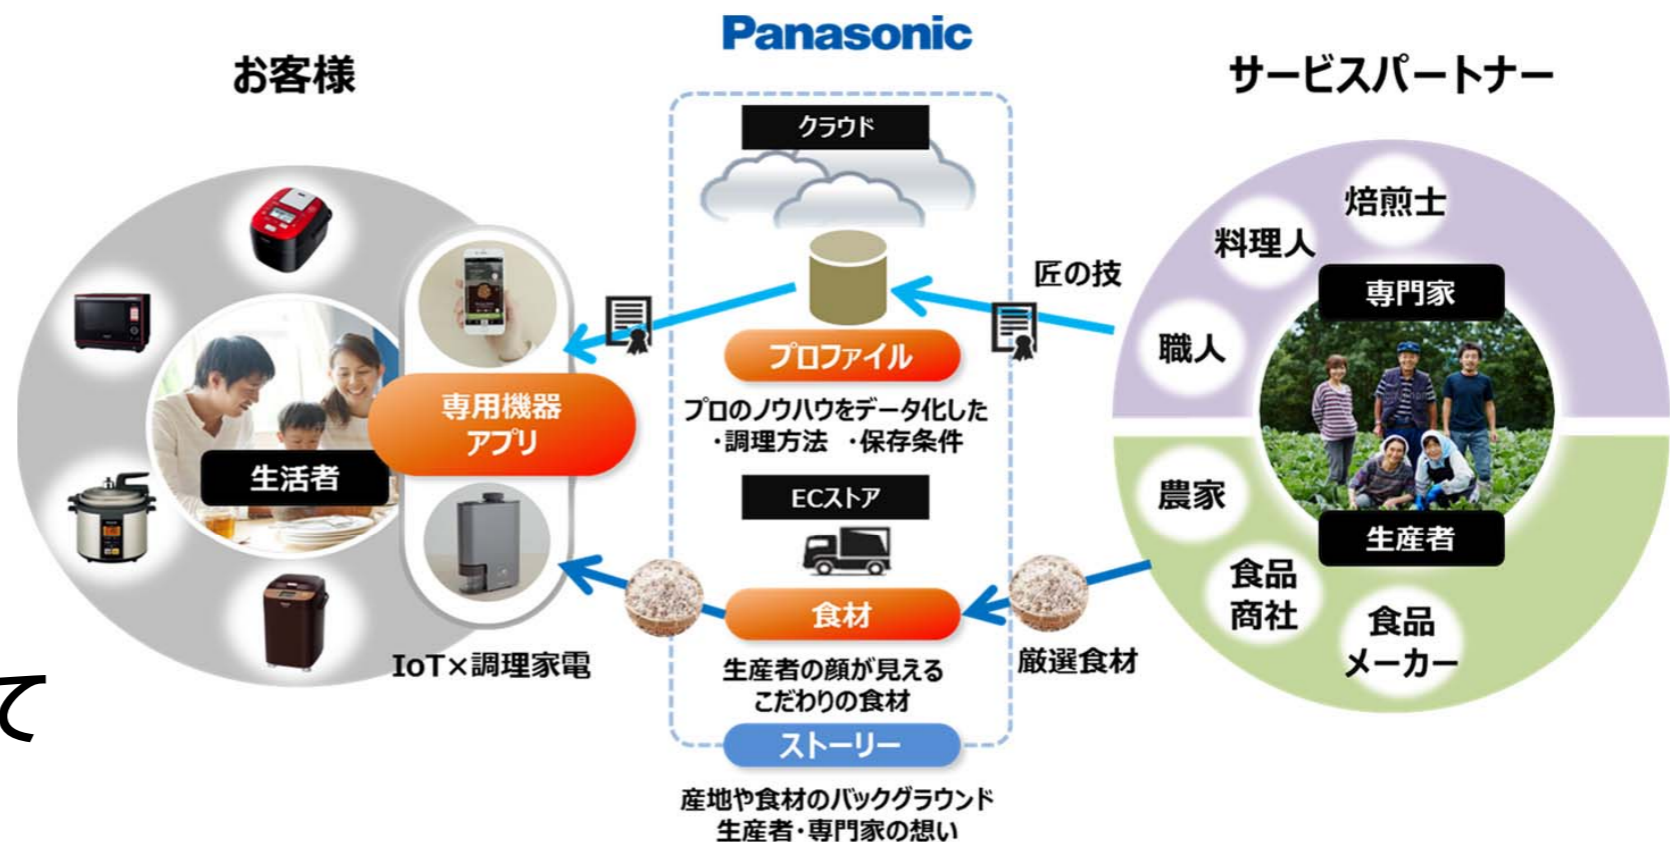 Panasonic
お客様
サービスパートナー
クラウド
焙煎士
料理人
匠の技
専門家
職人
プロファイル
専用機器
アプリ
プロのノウハウをデータ化した
・調理方法 ・保存条件
生活者
ECストア
農家
生産者
食品
商社
食材
食品
メーカー
IoT×調理家電
生産者の顔が見える
こだわりの食材
厳選食材
て
ストーリー
産地や食材のバックグラウンド
生産者・専門家の想い